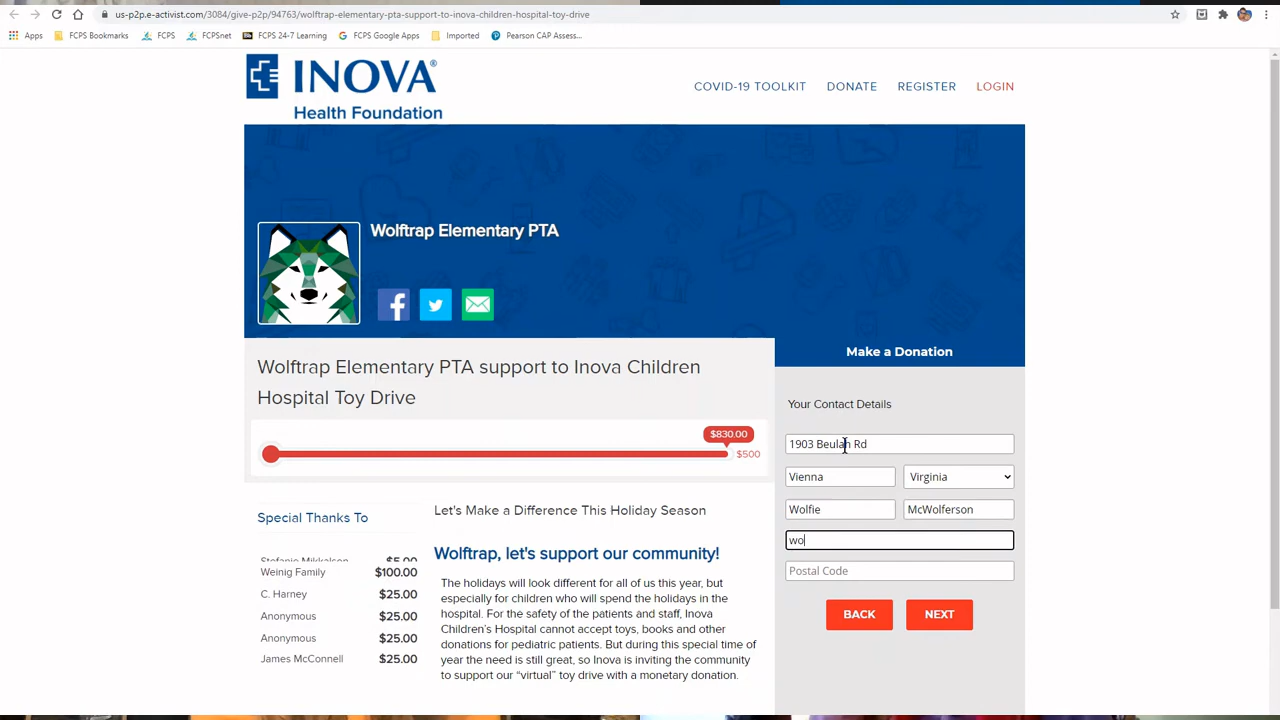 us-p2p.e-activist.com/3084/give-p2p/94763/wolftrap-elementary-pta-support-to-inova-children-hospital-toy-drive
Apps FCPS Bookmarks FCPS FCPSnet FCPS 24-7 Learning FCPS Google Apps Imported Pearson CAP Assess...
INOVA®
Health Foundation
COVID-19 TOOLKIT DONATE REGISTER LOGIN
Wolftrap Elementary PTA
Make a Donation
Wolftrap Elementary PTA support to Inova Children
Hospital Toy Drive
$830.00
$500
Your Contact Details
1903 Beulah Rd
Vienna Virginia
Wolfie McWolferson
wo
Postal Code
BACK NEXT
Special Thanks To
Stefanie Mikkalson $5.00
Weinig Family $100.00
C. Harney $25.00
Anonymous $25.00
Anonymous $25.00
James McConnell $25.00
Let's Make a Difference This Holiday Season
Wolftrap, let's support our community!
The holidays will look different for all of us this year, but
especially for children who will spend the holidays in the
hospital. For the safety of the patients and staff, Inova
Children's Hospital cannot accept toys, books and other
donations for pediatric patients. But during this special time of
year the need is still great, so Inova is inviting the community
to support our "virtual" toy drive with a monetary donation.